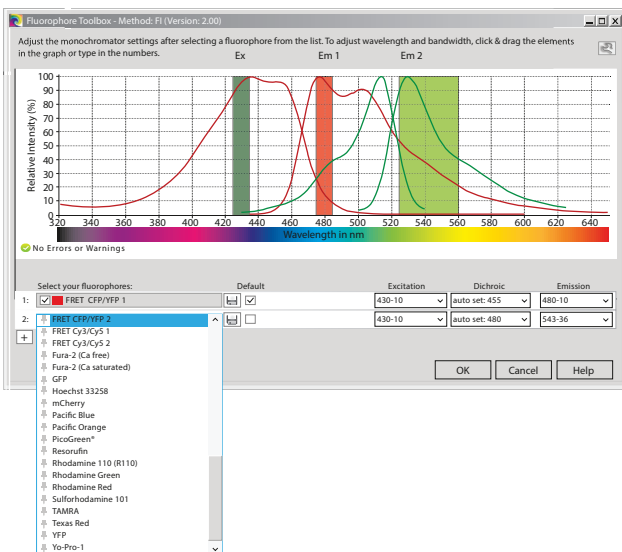 Fluorophore Toolbox - Method: FI (Version: 2.00)
Adjust the monochromator settings after selecting a fluorophore from the list. To adjust wavelength and bandwidth, click & drag the elements
in the graph or type in the numbers.
Ex Em 1 Em 2
Relative Intensity (%)
100
90
80
70
60
50
40
30
20
10
0
320 340 360 380 400 420 440 460 480 500 520 540 560 580 600 620 640
Wavelength in nm
No Errors or Warnings
Select your fluorophores: Default Excitation Dichroic Emission
1: FRET CFP/YFP 1 430-10 auto set: 455 480-10
2: FRET CFP/YFP 2 430-10 auto set: 480 543-36
+
FRET Cy3/Cy5 1
FRET Cy3/Cy5 2
Fura-2 (Ca free)
Fura-2 (Ca saturated)
GFP
Hoechst 33258
mCherry
Pacific Blue
Pacific Orange
PicoGreen®
Resorufin
Rhodamine 110 (R110)
Rhodamine Green
Rhodamine Red
Sulforhodamine 101
TAMRA
Texas Red
YFP
Yo-Pro-1
OK Cancel Help